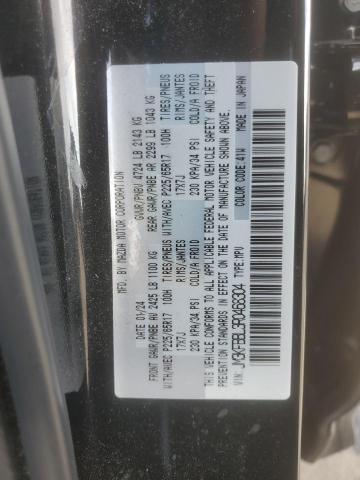 MFD. BY: MAZDA MOTOR CORPORATION
DATE 01/24 GVWR/PNBV 4724 LB 2143 KG
FRONT GAWR/PNBE AV 2425 LB 1100 KG REAR GAWR/PNBE AR 2299 LB 1043 KG
WITH/AVEC P225/65R17 100H TIRES/PNEUS WITH/AVEC P225/65R17 100H TIRES/PNEUS
17X7J RIMS/JANTES 17X7J RIMS/JANTES
230 KPA/34 PSI COLD/A FROID 230 KPA/34 PSI COLD/A FROID
THIS VEHICLE CONFORMS TO ALL APPLICABLE FEDERAL MOTOR VEHICLE SAFETY AND THEFT
PREVENTION STANDARDS IN EFFECT ON THE DATE OF MANUFACTURE SHOWN ABOVE.
VIN: JM3KFBBL3R0456304 TYPE: MPV COLOR CODE: 41W MADE IN JAPAN